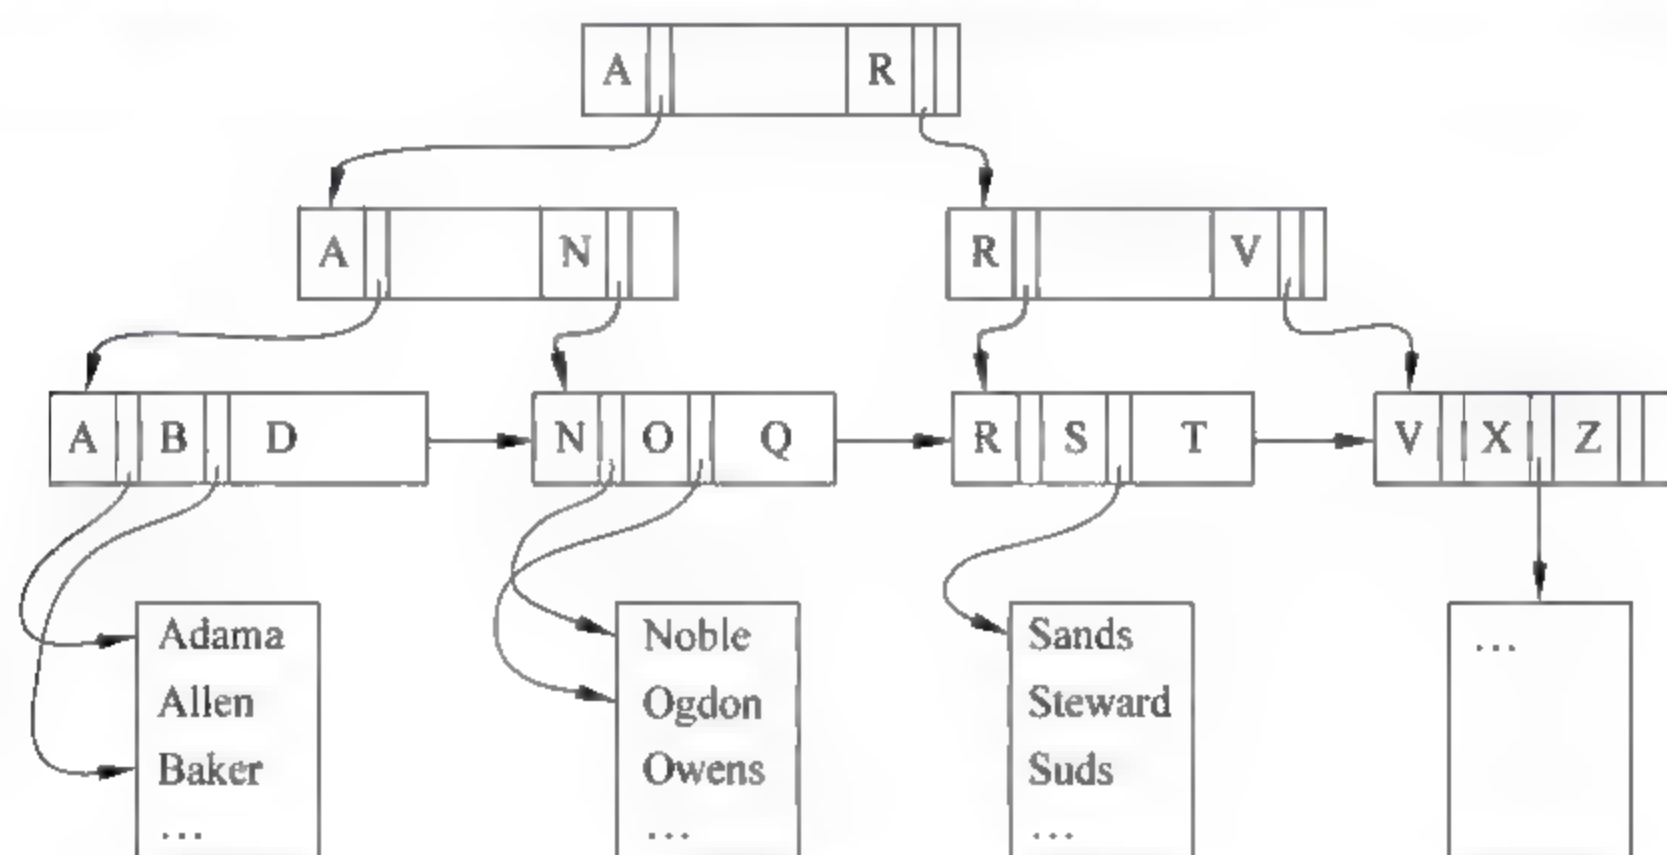 A R
A N R V
A B D N O Q R S T V X Z
Adama Noble Sands ...
Allen Ogdon Steward
Baker Owens Suds
... ... ...